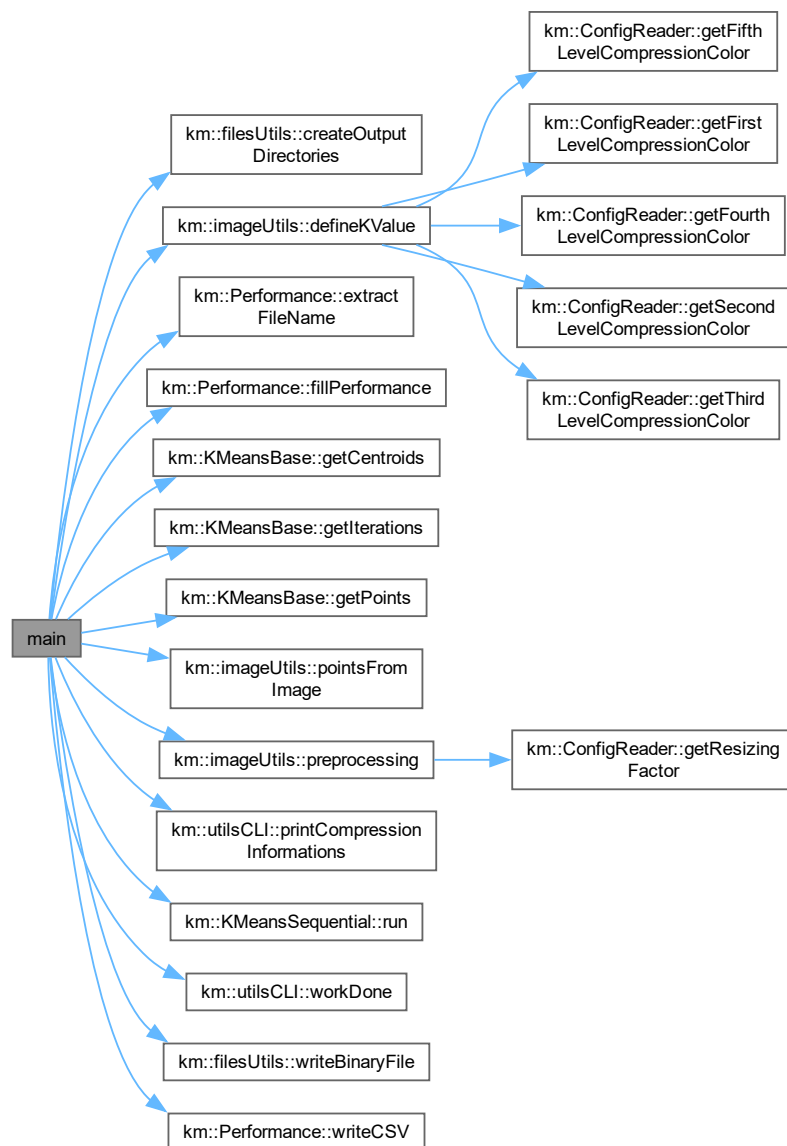 km::ConfigReader::getFifth
LevelCompressionColor
km::ConfigReader::getFirst
LevelCompressionColor
km::filesUtils::createOutput
Directories
km::imageUtils::defineKValue
km::ConfigReader::getFourth
LevelCompressionColor
km::Performance::extract
FileName
km::ConfigReader::getSecond
LevelCompressionColor
km::Performance::fillPerformance
km::ConfigReader::getThird
LevelCompressionColor
km::KMeansBase::getCentroids
km::KMeansBase::getIterations
km::KMeansBase::getPoints
main
km::imageUtils::pointsFrom
Image
km::imageUtils::preprocessing
km::ConfigReader::getResizing
Factor
km::utilsCLI::printCompression
Informations
km::KMeansSequential::run
km::utilsCLI::workDone
km::filesUtils::writeBinaryFile
km::Performance::writeCSV